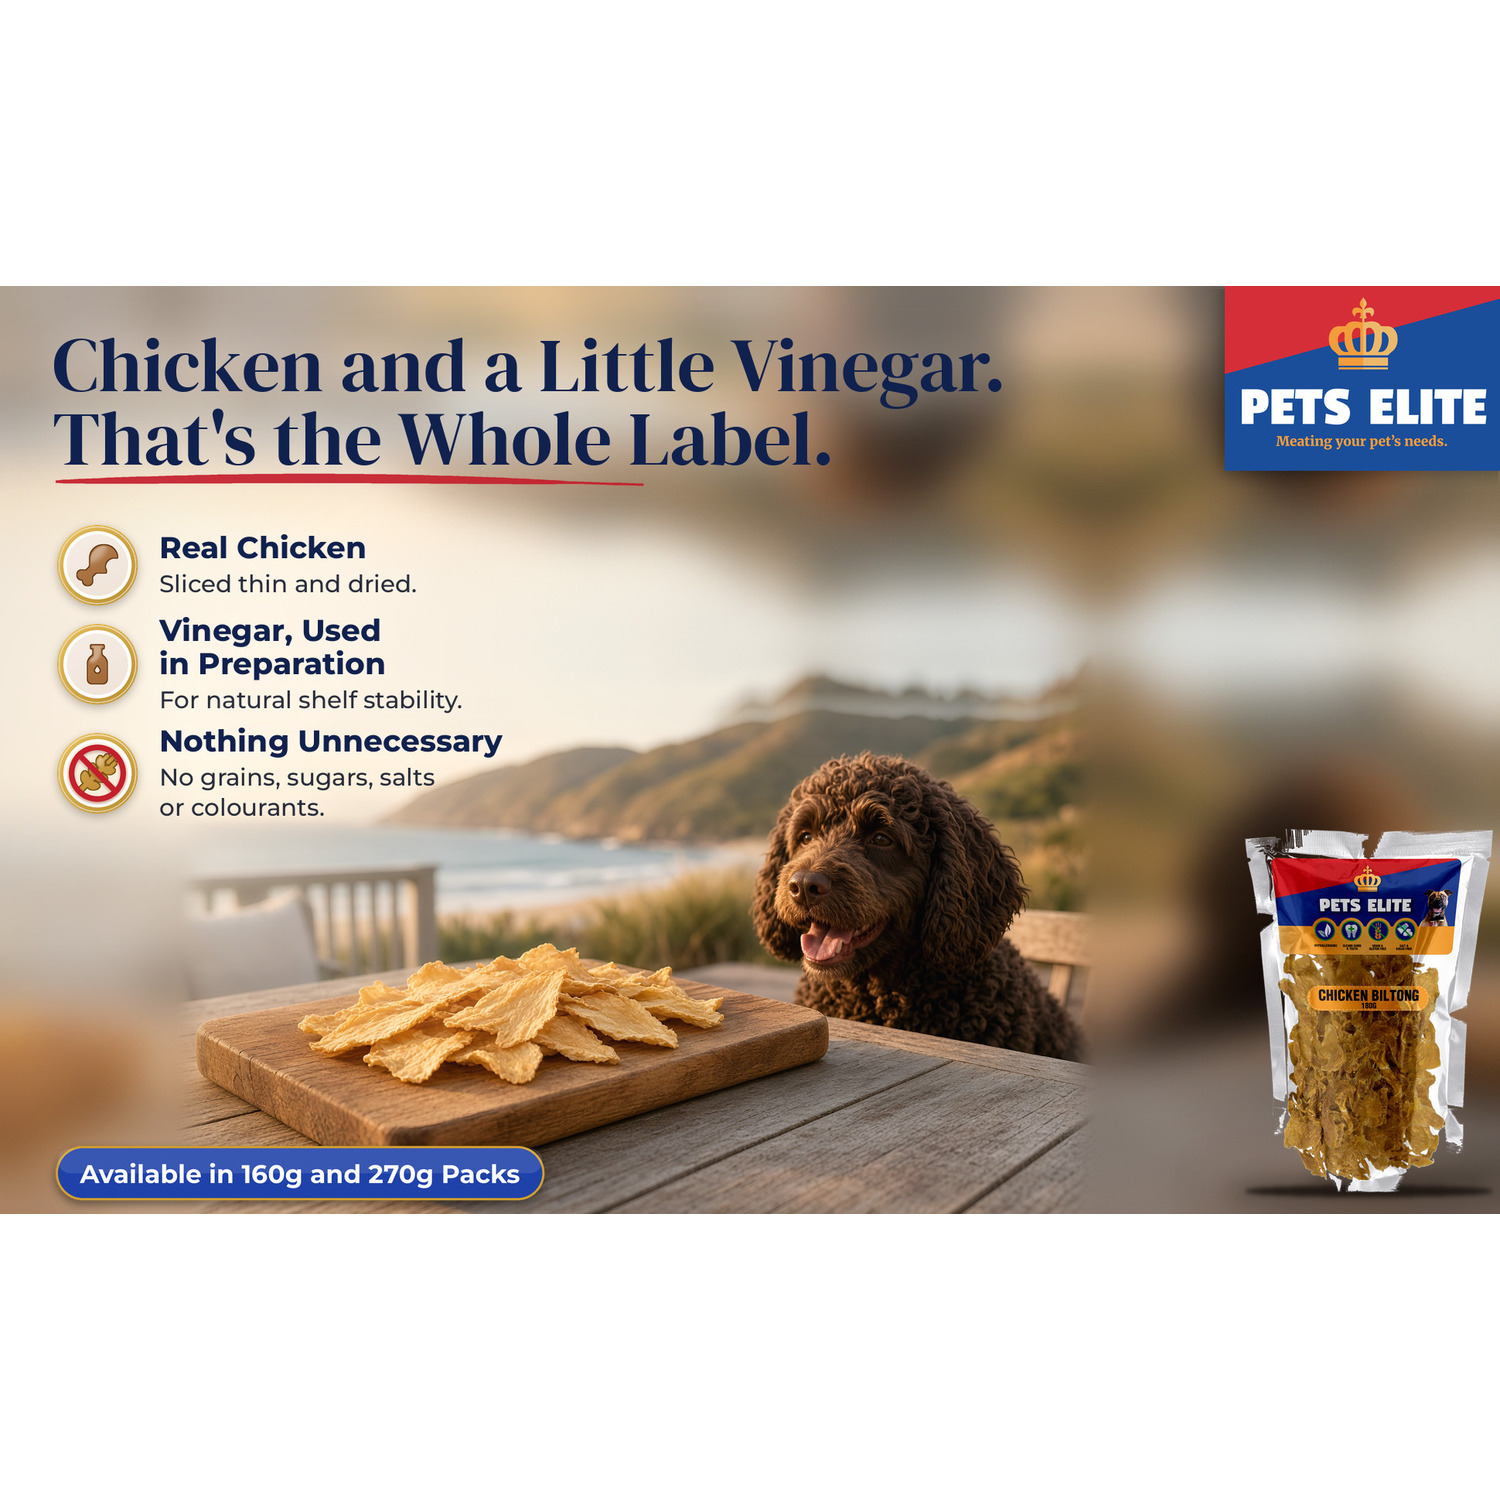 Chicken and a Little Vinegar.
That's the Whole Label.
PETS ELITE
Meating your pet's needs.
Real Chicken
Sliced thin and dried.
Vinegar, Used
in Preparation
For natural shelf stability.
Nothing Unnecessary
No grains, sugars, salts
or colourants.
PETS ELITE
CHICKEN BILTONG
Available in 160g and 270g Packs